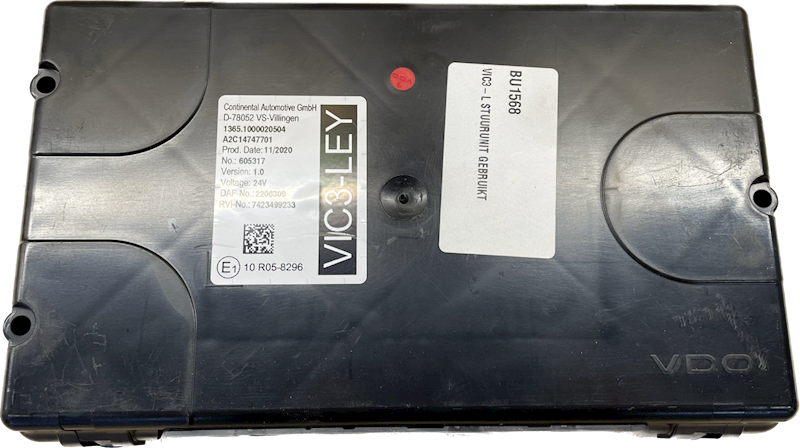 Continental Automotive GmbH
D-78052 VS-Villingen
1365.1000020504
A2C14747701
Prod. Date: 11/2020
No.: 605317
Version: 1.0
Voltage: 24V
DAF-No.: 2206300
RVI-No.: 7423499233
E1 10 R05-8296
VIC3-LEY
BU1568
VIC3 - L STUURUNIT GEBRUIKT
VDO